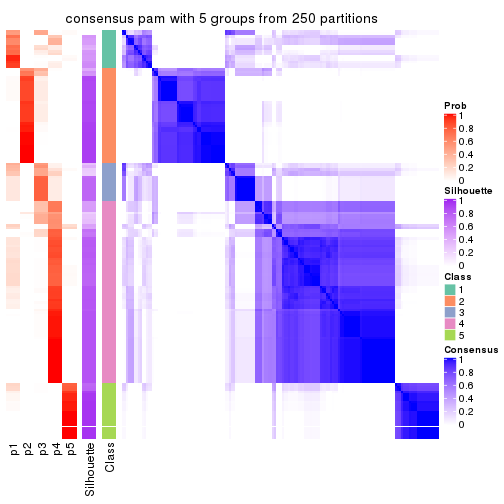 consensus pam with 5 groups from 250 partitions
Prob
1
0.8
0.6
0.4
0.2
0
Silhouette
1
0.8
0.6
0.4
0.2
0
Class
1
2
3
4
5
Consensus
1
0.8
0.6
0.4
0.2
0
p1
p2
p3
p4
p5
Silhouette
Class